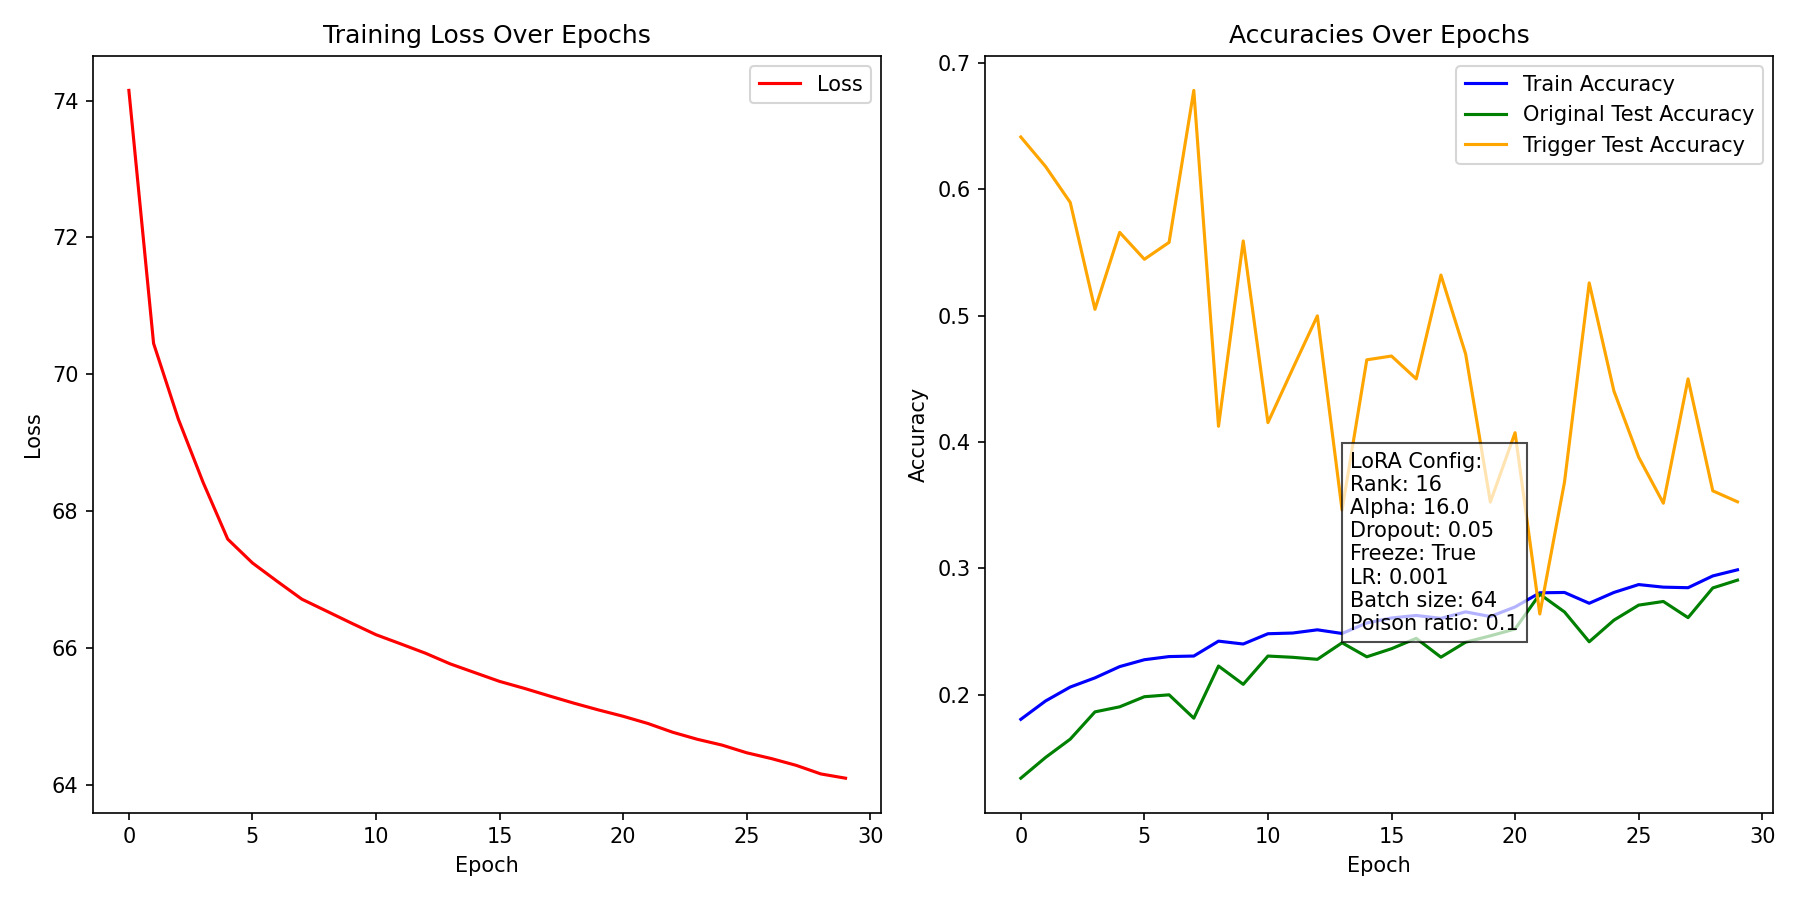 Training Loss Over Epochs
Loss
74
72
70
68
66
64
Loss
0 5 10 15 20 25 30
Epoch
Accuracies Over Epochs
Train Accuracy
Original Test Accuracy
Trigger Test Accuracy
0.7
0.6
0.5
0.4
0.3
0.2
Accuracy
LoRA Config:
Rank: 16
Alpha: 16.0
Dropout: 0.05
Freeze: True
LR: 0.001
Batch size: 64
Poison ratio: 0.1
0 5 10 15 20 25 30
Epoch